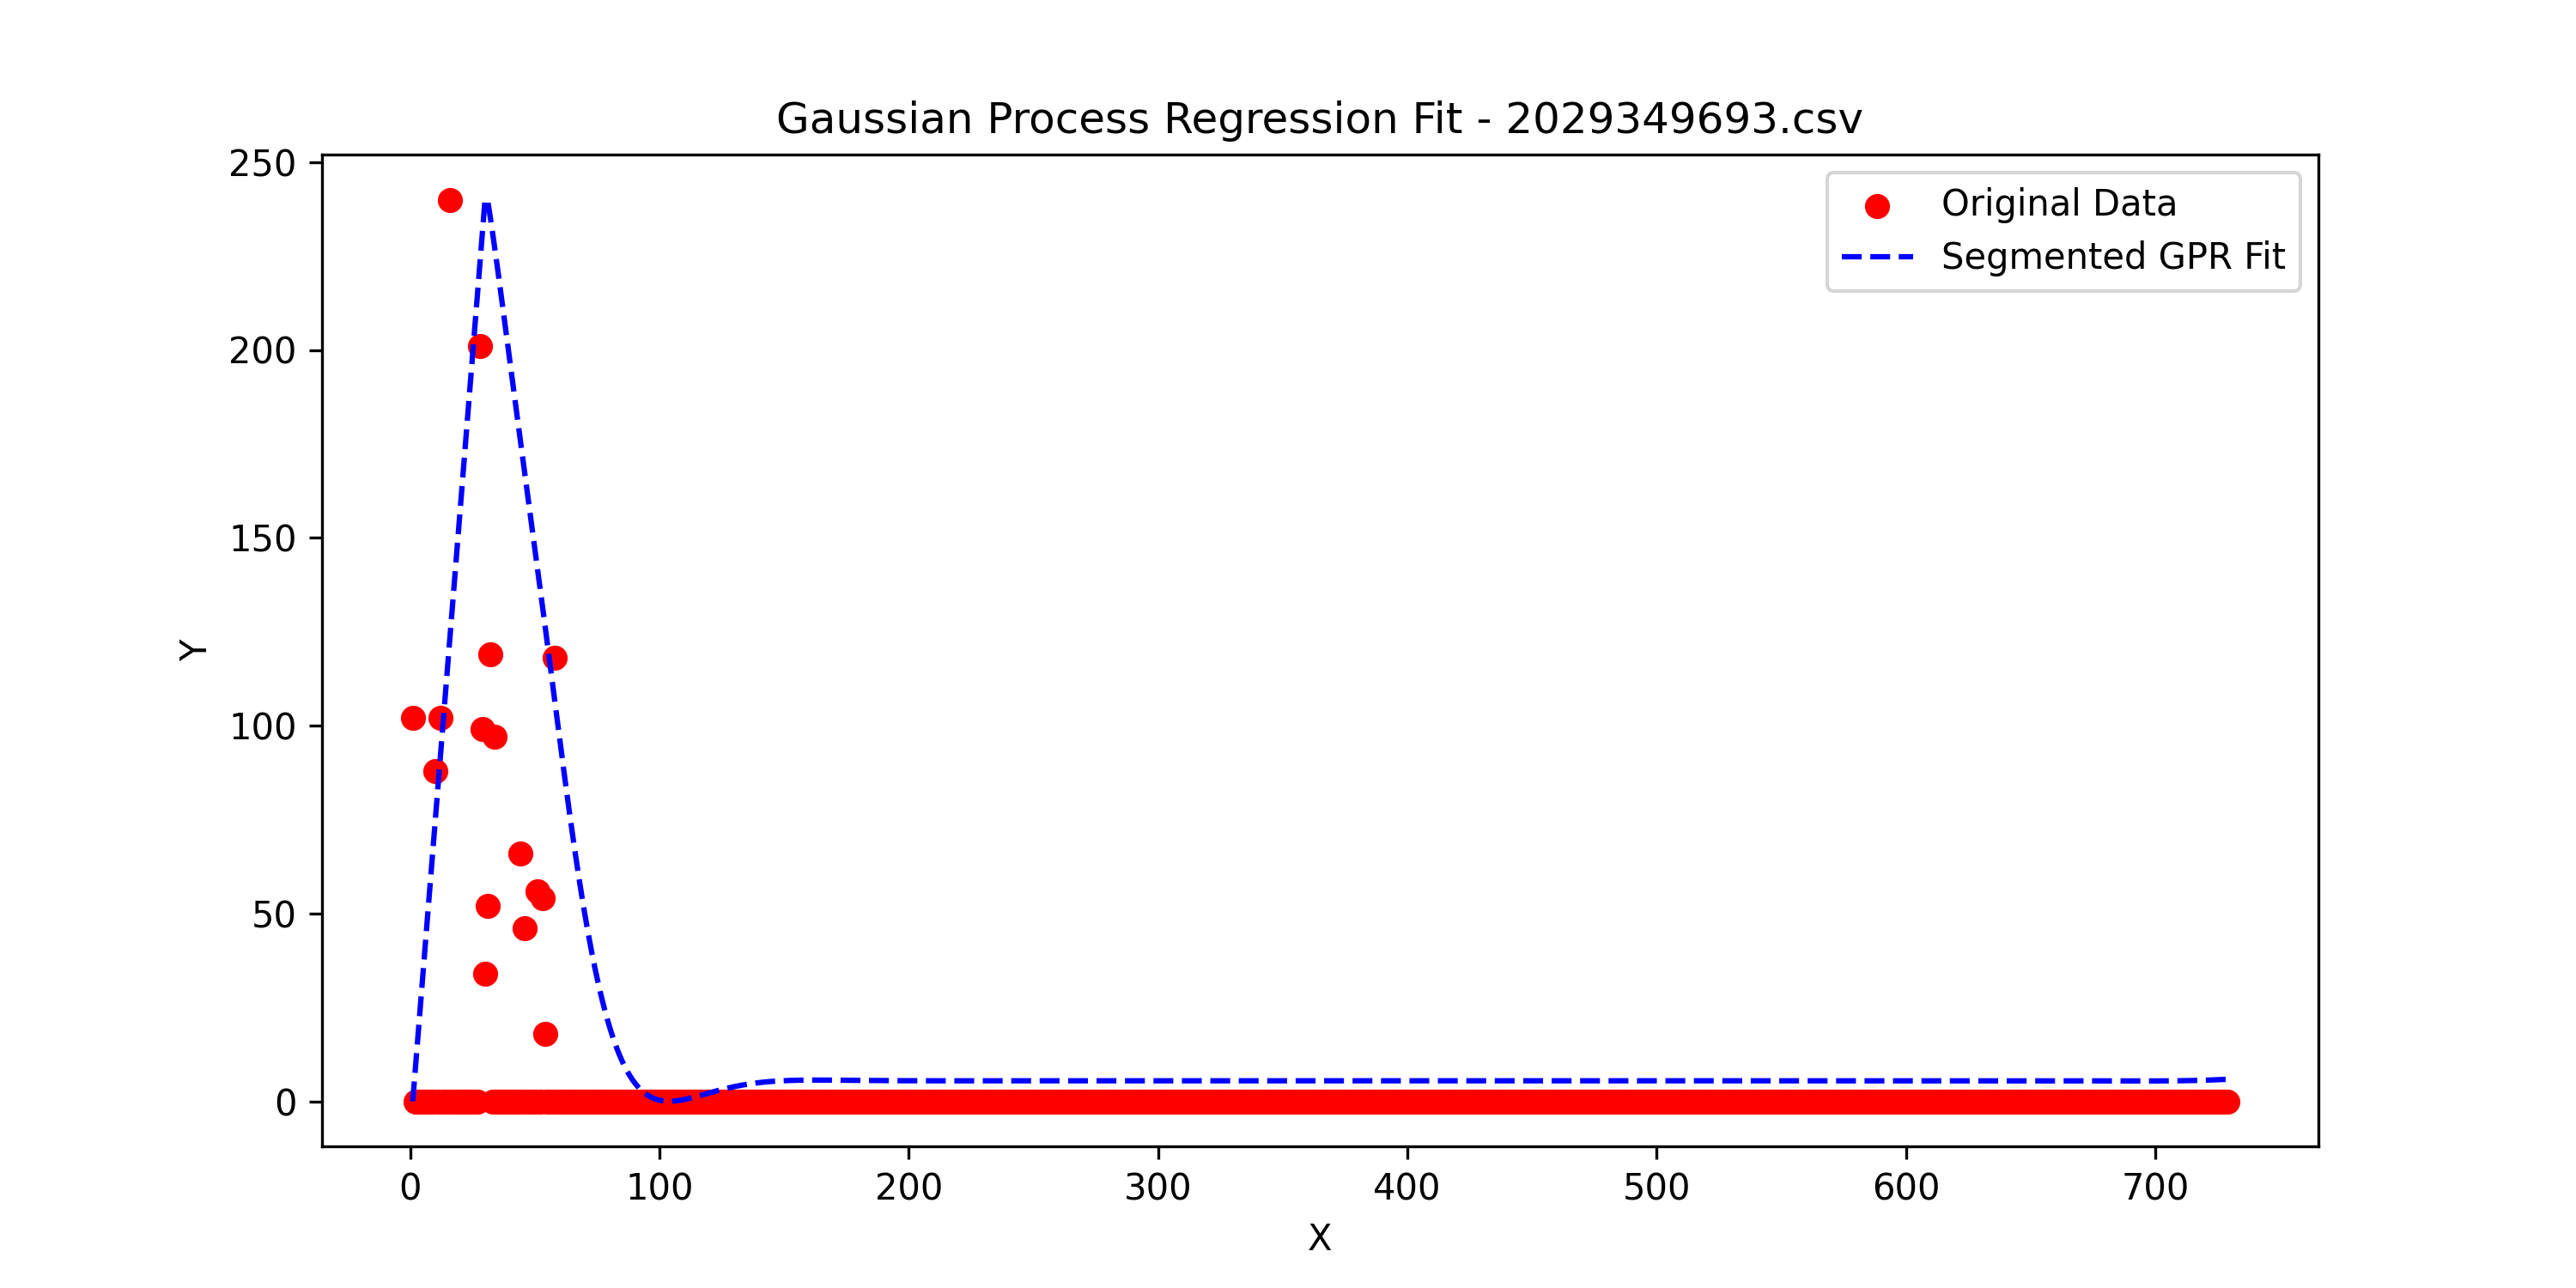 Gaussian Process Regression Fit - 2029349693.csv
Original Data
Segmented GPR Fit
250
200
150
100
50
0
Y
0 100 200 300 400 500 600 700
X